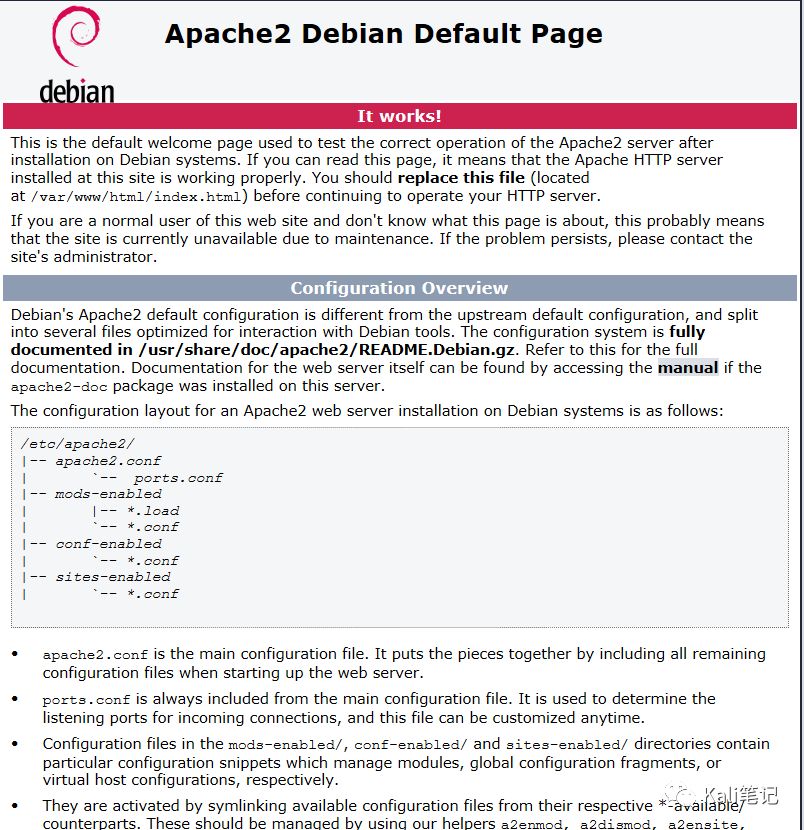 Apache2 Debian Default Page
debian
It works!
This is the default welcome page used to test the correct operation of the Apache2 server after
installation on Debian systems. If you can read this page, it means that the Apache HTTP server
installed at this site is working properly. You should replace this file (located
at /var/www/html/index.html) before continuing to operate your HTTP server.
If you are a normal user of this web site and don't know what this page is about, this probably means
that the site is currently unavailable due to maintenance. If the problem persists, please contact the
site's administrator.
Configuration Overview
Debian's Apache2 default configuration is different from the upstream default configuration, and split
into several files optimized for interaction with Debian tools. The configuration system is fully
documented in /usr/share/doc/apache2/README.Debian.gz. Refer to this for the full
documentation. Documentation for the web server itself can be found by accessing the manual if the
apache2-doc package was installed on this server.
The configuration layout for an Apache2 web server installation on Debian systems is as follows:
/etc/apache2/
|-- apache2.conf
|       `--  ports.conf
|-- mods-enabled
|       |-- *.load
|       `-- *.conf
|-- conf-enabled
|       `-- *.conf
|-- sites-enabled
|       `-- *.conf
• apache2.conf is the main configuration file. It puts the pieces together by including all remaining
configuration files when starting up the web server.
• ports.conf is always included from the main configuration file. It is used to determine the
listening ports for incoming connections, and this file can be customized anytime.
• Configuration files in the mods-enabled/, conf-enabled/ and sites-enabled/ directories contain
particular configuration snippets which manage modules, global configuration fragments, or
virtual host configurations, respectively.
• They are activated by symlinking available configuration files from their respective *-available/
counterparts. These should be managed by using our helpers a2enmod, a2dismod, a2ensite,
Kali笔记